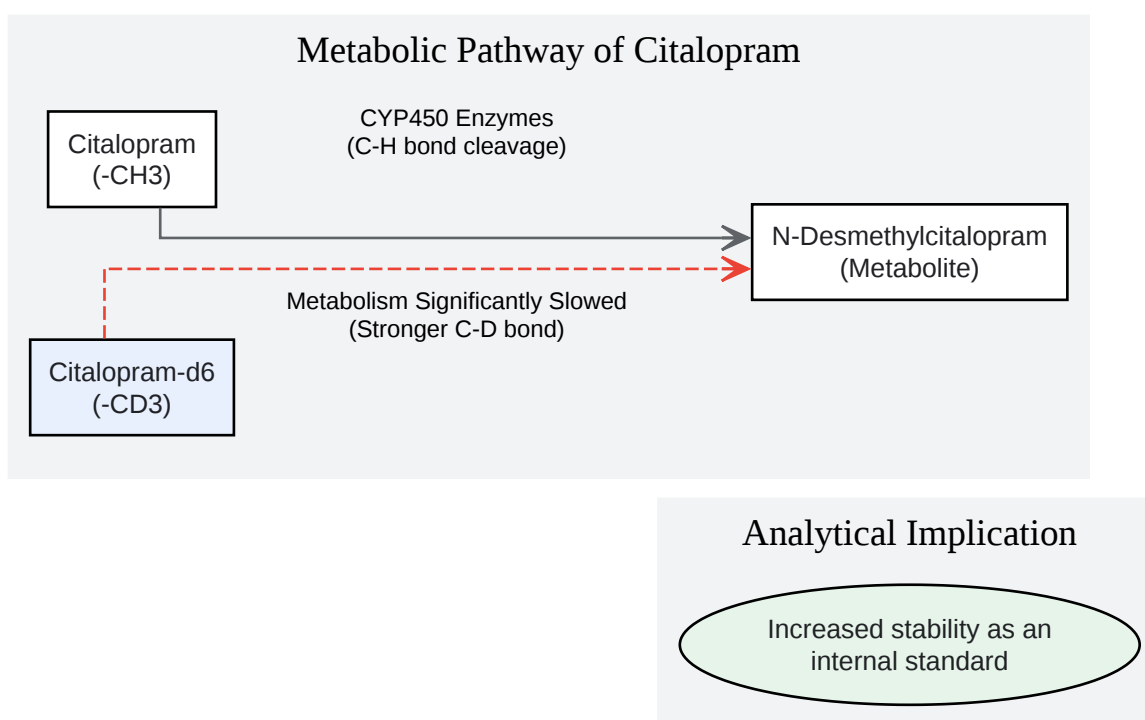 Metabolic Pathway of Citalopram
CYP450 Enzymes
(C-H bond cleavage)
Citalopram
(-CH3)
N-Desmethylcitalopram
(Metabolite)
Metabolism Significantly Slowed
(Stronger C-D bond)
Citalopram-d6
(-CD3)
Analytical Implication
Increased stability as an
internal standard